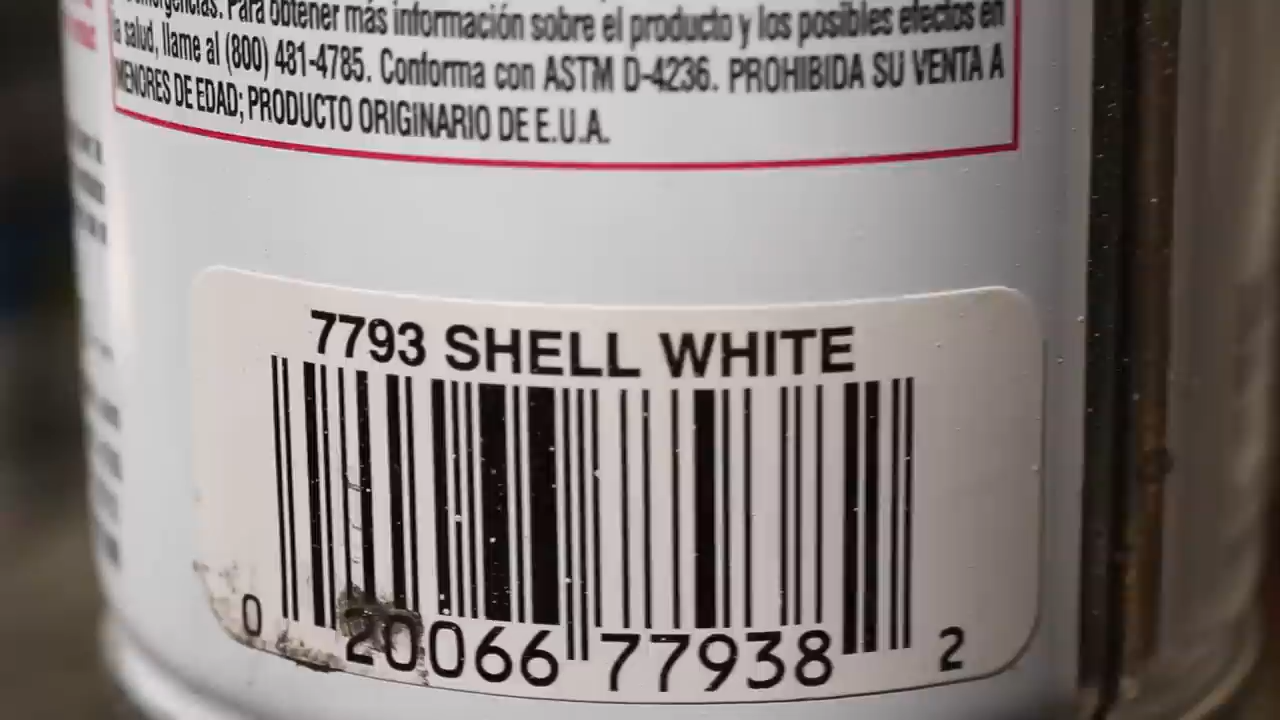 emergencias. Para obtener más información sobre el producto y los posibles efectos en
la salud, llame al (800) 481-4785. Conforma con ASTM D-4236. PROHIBIDA SU VENTA A
MENORES DE EDAD; PRODUCTO ORIGINARIO DE E.U.A.
7793 SHELL WHITE
0 20066 77938 2